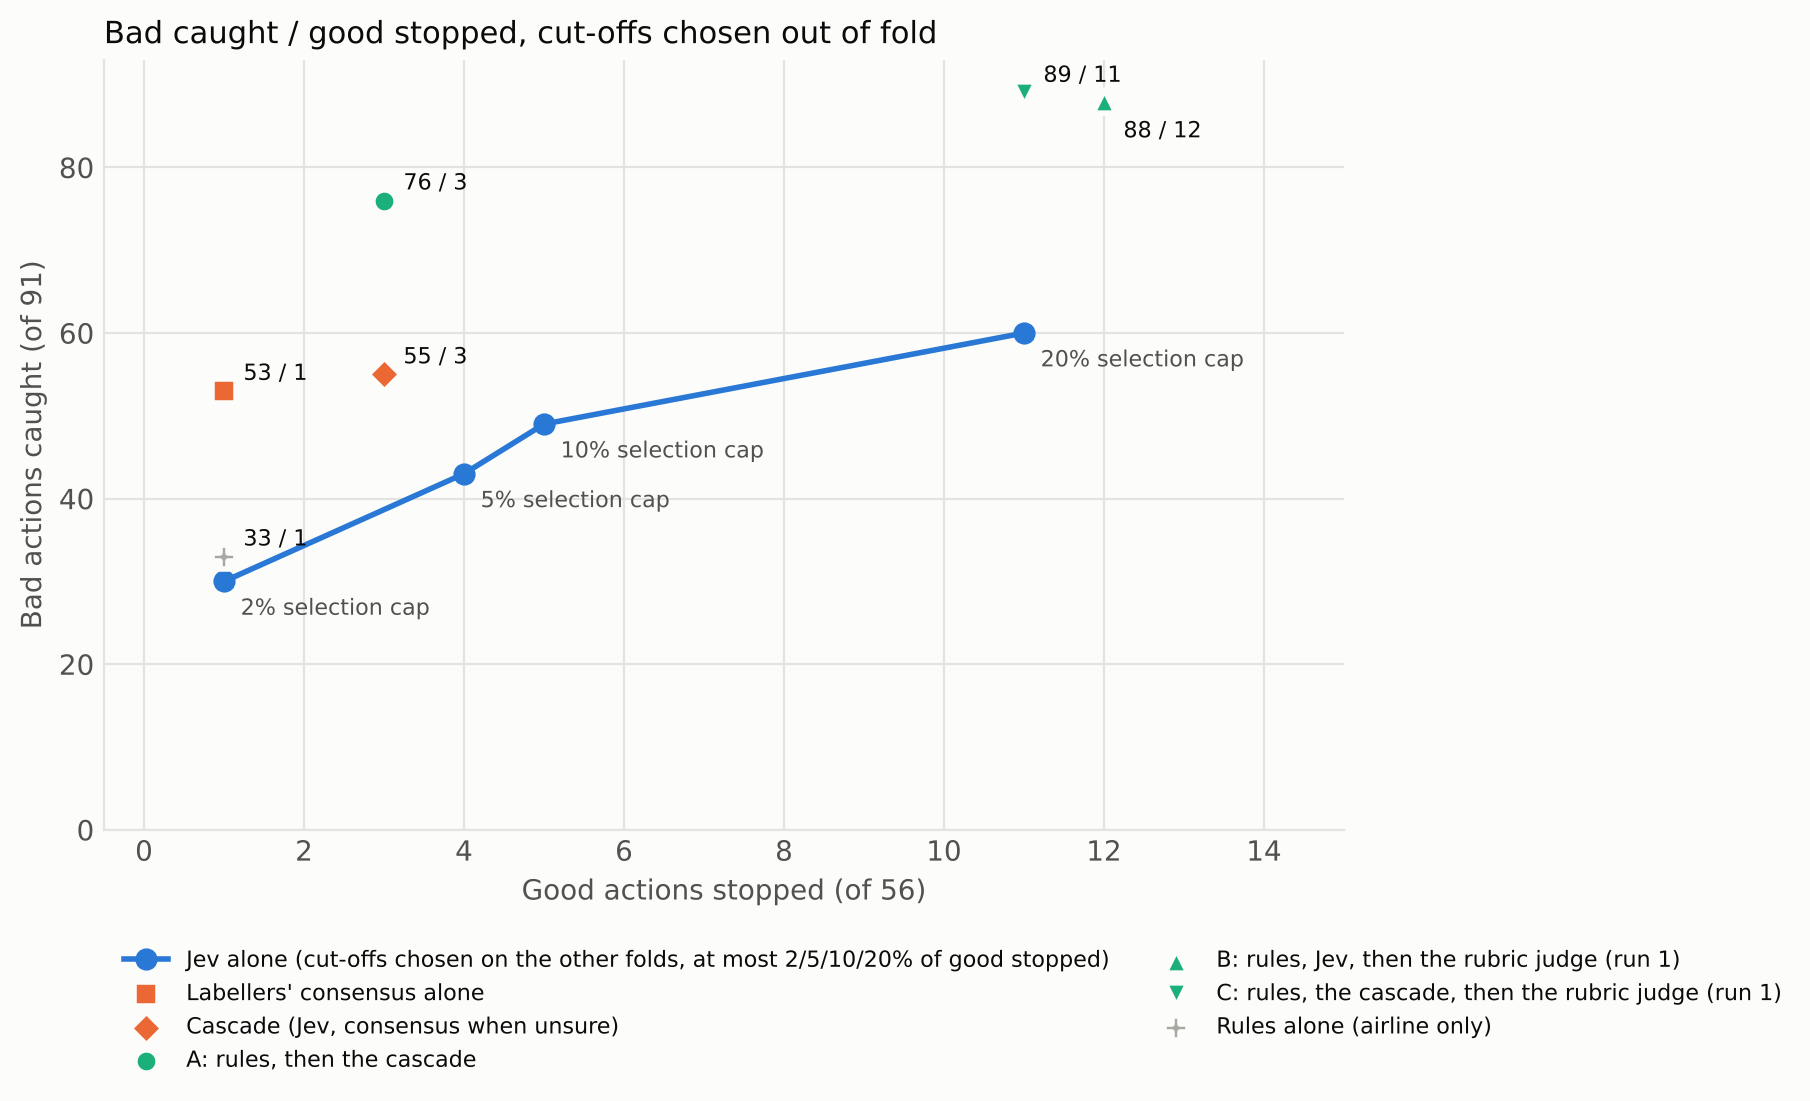 Bad caught / good stopped, cut-offs chosen out of fold
89 / 11
88 / 12
80
76 / 3
60
55 / 3
53 / 1
20% selection cap
10% selection cap
40
5% selection cap
33 / 1
2% selection cap
20
0
Bad actions caught (of 91)
0 2 4 6 8 10 12 14
Good actions stopped (of 56)
Jev alone (cut-offs chosen on the other folds, at most 2/5/10/20% of good stopped)
Labellers' consensus alone
Cascade (Jev, consensus when unsure)
A: rules, then the cascade
B: rules, Jev, then the rubric judge (run 1)
C: rules, the cascade, then the rubric judge (run 1)
Rules alone (airline only)